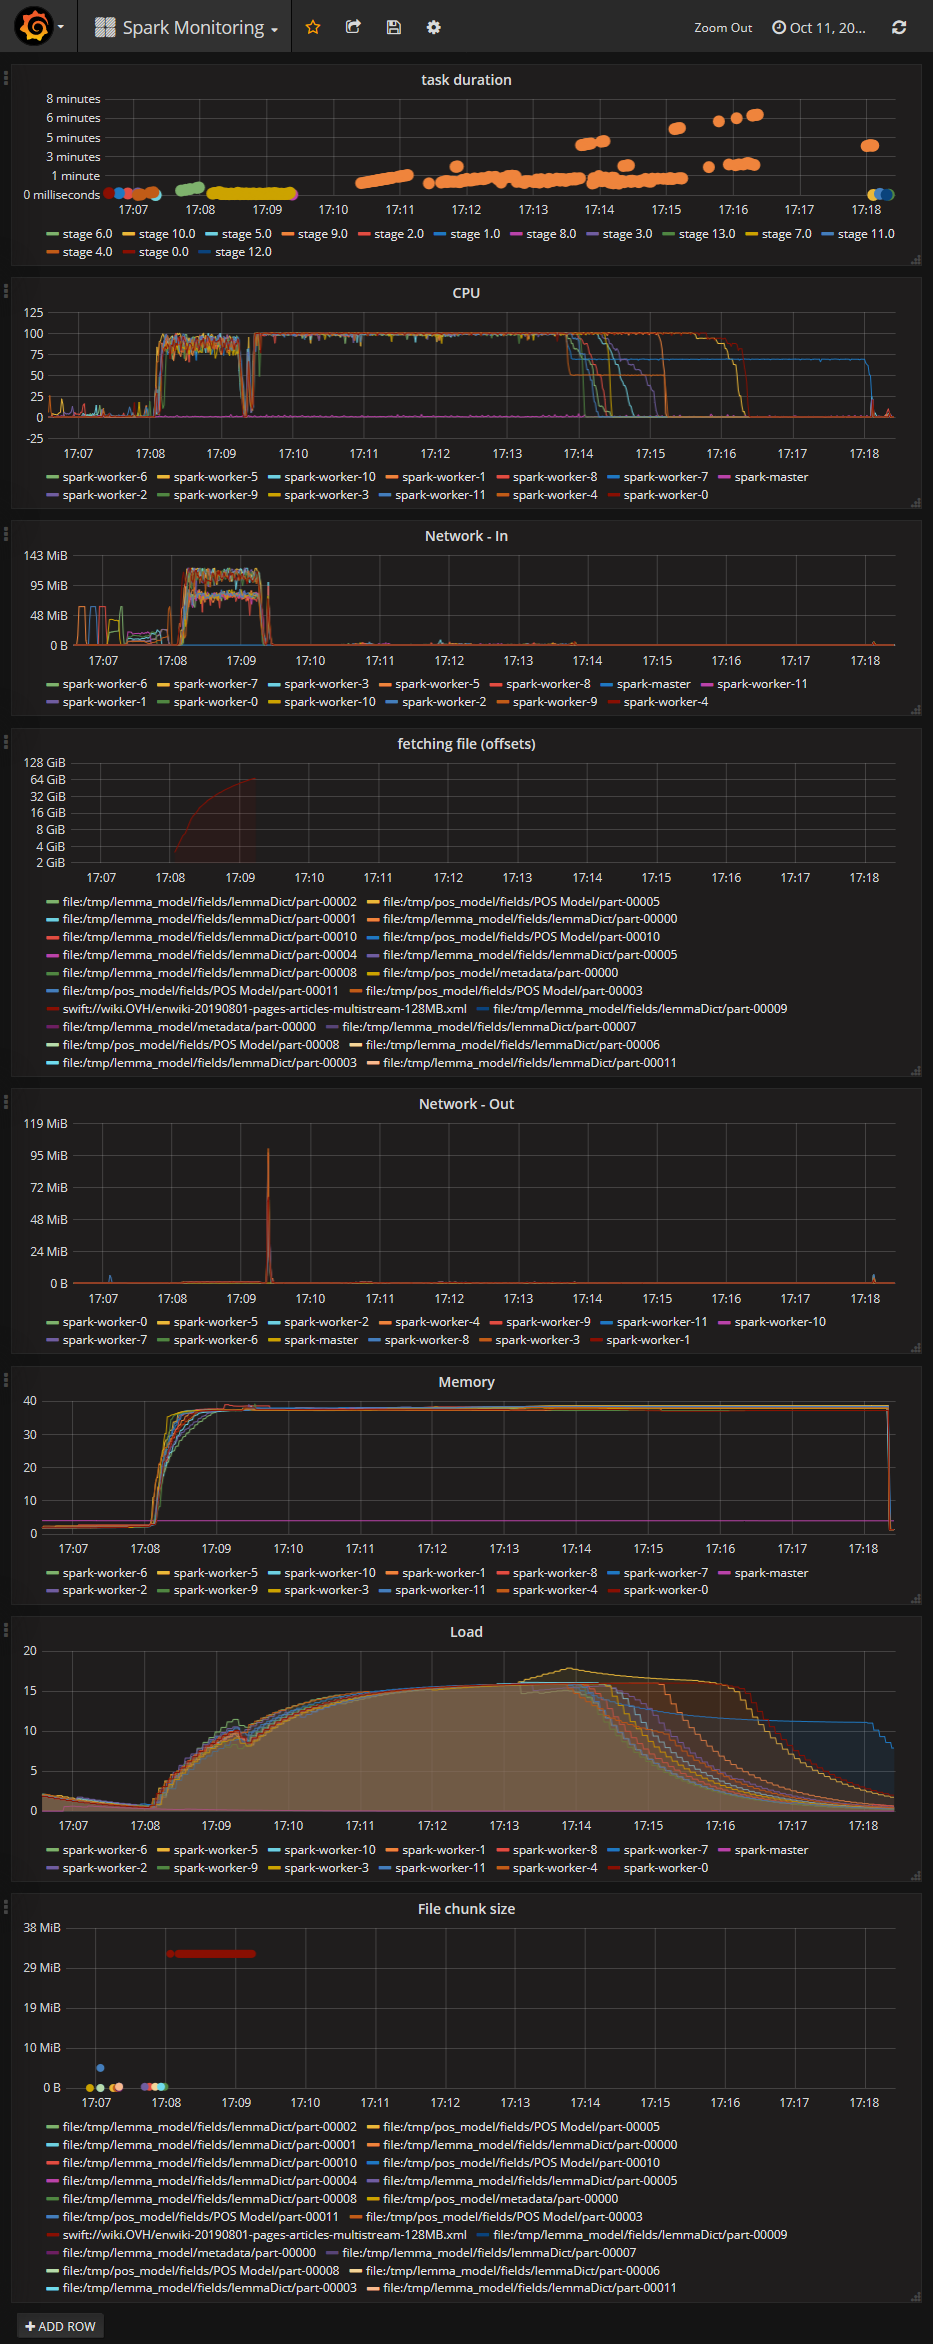 Spark Monitoring
Zoom Out
Oct 11, 20...
task duration
8 minutes
6 minutes
5 minutes
3 minutes
1 minute
0 milliseconds
17:07 17:08 17:09 17:10 17:11 17:12 17:13 17:14 17:15 17:16 17:17 17:18
stage 6.0 stage 10.0 stage 5.0 stage 9.0 stage 2.0 stage 1.0 stage 8.0 stage 3.0 stage 13.0 stage 7.0 stage 11.0
stage 4.0 stage 0.0 stage 12.0
CPU
125
100
75
50
25
0
-25
17:07 17:08 17:09 17:10 17:11 17:12 17:13 17:14 17:15 17:16 17:17 17:18
spark-worker-6 spark-worker-5 spark-worker-10 spark-worker-1 spark-worker-8 spark-worker-7 spark-master
spark-worker-2 spark-worker-9 spark-worker-3 spark-worker-11 spark-worker-4 spark-worker-0
Network - In
143 MiB
95 MiB
48 MiB
0 B
17:07 17:08 17:09 17:10 17:11 17:12 17:13 17:14 17:15 17:16 17:17 17:18
spark-worker-6 spark-worker-7 spark-worker-3 spark-worker-5 spark-worker-8 spark-master spark-worker-11
spark-worker-1 spark-worker-0 spark-worker-10 spark-worker-2 spark-worker-9 spark-worker-4
fetching file (offsets)
128 GiB
64 GiB
32 GiB
16 GiB
8 GiB
4 GiB
2 GiB
17:07 17:08 17:09 17:10 17:11 17:12 17:13 17:14 17:15 17:16 17:17 17:18
file:/tmp/lemma_model/fields/lemmaDict/part-00002 file:/tmp/pos_model/fields/POS Model/part-00005
file:/tmp/lemma_model/fields/lemmaDict/part-00001 file:/tmp/lemma_model/fields/lemmaDict/part-00000
file:/tmp/lemma_model/fields/lemmaDict/part-00010 file:/tmp/pos_model/fields/POS Model/part-00010
file:/tmp/lemma_model/fields/lemmaDict/part-00004 file:/tmp/lemma_model/fields/lemmaDict/part-00005
file:/tmp/lemma_model/fields/lemmaDict/part-00008 file:/tmp/pos_model/metadata/part-00000
file:/tmp/pos_model/fields/POS Model/part-00011 file:/tmp/pos_model/fields/POS Model/part-00003
swift://wiki.OVH/enwiki-20190801-pages-articles-multistream-128MB.xml file:/tmp/lemma_model/fields/lemmaDict/part-00009
file:/tmp/lemma_model/metadata/part-00000 file:/tmp/lemma_model/fields/lemmaDict/part-00007
file:/tmp/pos_model/fields/POS Model/part-00008 file:/tmp/lemma_model/fields/lemmaDict/part-00006
file:/tmp/lemma_model/fields/lemmaDict/part-00003 file:/tmp/lemma_model/fields/lemmaDict/part-00011
Network - Out
119 MiB
95 MiB
72 MiB
48 MiB
24 MiB
0 B
17:07 17:08 17:09 17:10 17:11 17:12 17:13 17:14 17:15 17:16 17:17 17:18
spark-worker-0 spark-worker-5 spark-worker-2 spark-worker-4 spark-worker-9 spark-worker-11 spark-worker-10
spark-worker-7 spark-worker-6 spark-master spark-worker-8 spark-worker-3 spark-worker-1
Memory
40
30
20
10
0
17:07 17:08 17:09 17:10 17:11 17:12 17:13 17:14 17:15 17:16 17:17 17:18
spark-worker-6 spark-worker-5 spark-worker-10 spark-worker-1 spark-worker-8 spark-worker-7 spark-master
spark-worker-2 spark-worker-9 spark-worker-3 spark-worker-11 spark-worker-4 spark-worker-0
Load
20
15
10
5
0
17:07 17:08 17:09 17:10 17:11 17:12 17:13 17:14 17:15 17:16 17:17 17:18
spark-worker-6 spark-worker-5 spark-worker-10 spark-worker-1 spark-worker-8 spark-worker-7 spark-master
spark-worker-2 spark-worker-9 spark-worker-3 spark-worker-11 spark-worker-4 spark-worker-0
File chunk size
38 MiB
29 MiB
19 MiB
10 MiB
0 B
17:07 17:08 17:09 17:10 17:11 17:12 17:13 17:14 17:15 17:16 17:17 17:18
file:/tmp/lemma_model/fields/lemmaDict/part-00002 file:/tmp/pos_model/fields/POS Model/part-00005
file:/tmp/lemma_model/fields/lemmaDict/part-00001 file:/tmp/lemma_model/fields/lemmaDict/part-00000
file:/tmp/lemma_model/fields/lemmaDict/part-00010 file:/tmp/pos_model/fields/POS Model/part-00010
file:/tmp/lemma_model/fields/lemmaDict/part-00004 file:/tmp/lemma_model/fields/lemmaDict/part-00005
file:/tmp/lemma_model/fields/lemmaDict/part-00008 file:/tmp/pos_model/metadata/part-00000
file:/tmp/pos_model/fields/POS Model/part-00011 file:/tmp/pos_model/fields/POS Model/part-00003
swift://wiki.OVH/enwiki-20190801-pages-articles-multistream-128MB.xml file:/tmp/lemma_model/fields/lemmaDict/part-00009
file:/tmp/lemma_model/metadata/part-00000 file:/tmp/lemma_model/fields/lemmaDict/part-00007
file:/tmp/pos_model/fields/POS Model/part-00008 file:/tmp/lemma_model/fields/lemmaDict/part-00006
file:/tmp/lemma_model/fields/lemmaDict/part-00003 file:/tmp/lemma_model/fields/lemmaDict/part-00011
ADD ROW